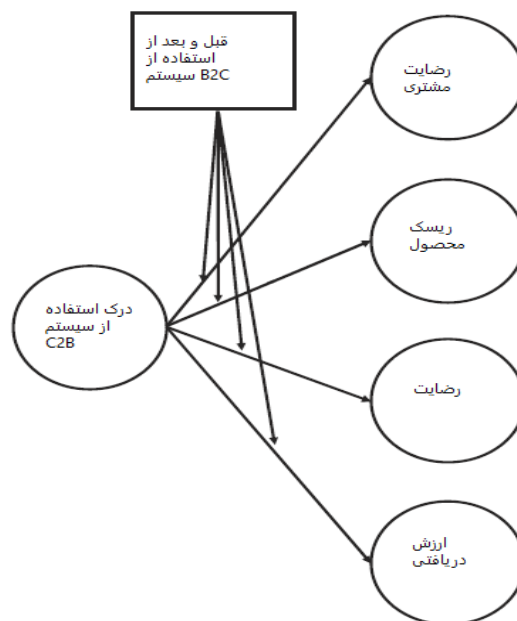 قبل و بعد از
استفاده از
سیستم B2C
رضایت
مشتری
ریسک
محصول
درک استفاده
از سیستم
C2B
رضایت
ارزش
دریافتی